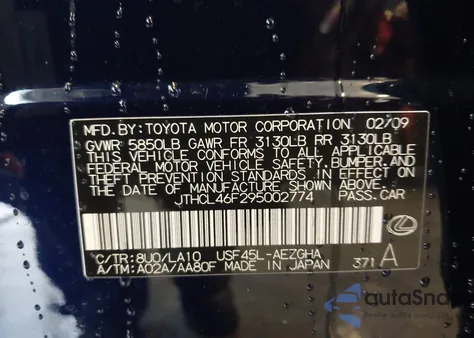 MFD.BY:TOYOTA MOTOR CORPORATION 02/09
GVWR 5850LB GAWR FR 3130LB RR 3130LB
THIS VEHICLE CONFORMS TO ALL APPLICABLE
FEDERAL MOTOR VEHICLE SAFETY, BUMPER,AND
THEFT PREVENTION STANDARDS IN EFFECT ON
THE DATE OF MANUFACTURE SHOWN ABOVE.
JTHCL46F295002774 PASS.CAR
C/TR:8U0/LA10 USF45L-AEZGHA
A/TM:A02A/AA80F MADE IN JAPAN 371 A
autaSna